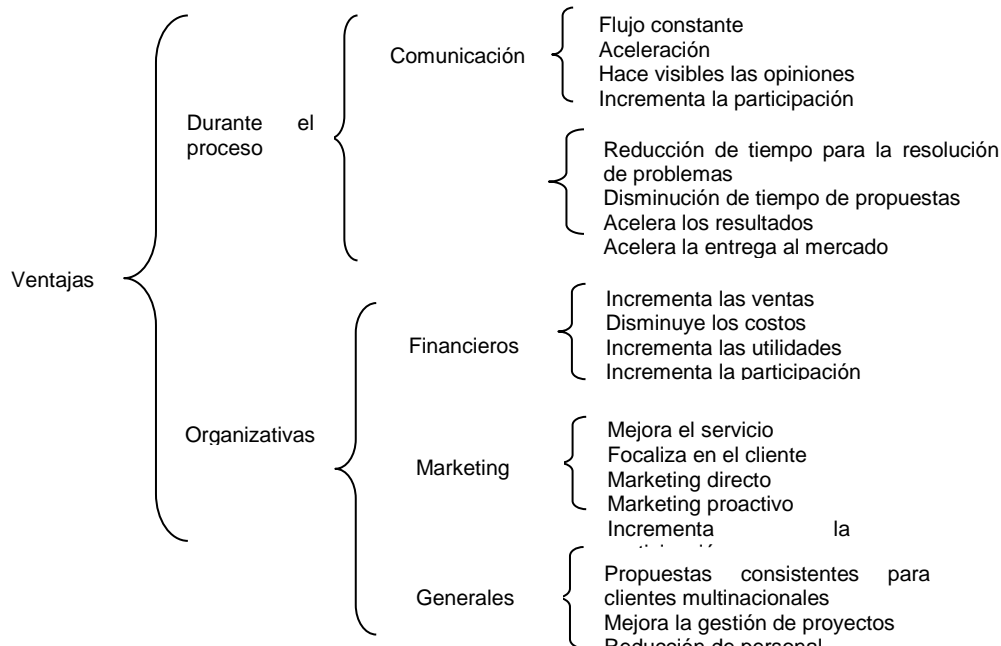 Ventajas
Durante el
proceso
Comunicación
Flujo constante
Aceleración
Hace visibles las opiniones
Incrementa la participación
Reducción de tiempo para la resolución
de problemas
Disminución de tiempo de propuestas
Acelera los resultados
Acelera la entrega al mercado
Organizativas
Financieros
Incrementa las ventas
Disminuye los costos
Incrementa las utilidades
Incrementa la participación
Marketing
Mejora el servicio
Focaliza en el cliente
Marketing directo
Marketing proactivo
Incrementa la
Generales
Propuestas consistentes para
clientes multinacionales
Mejora la gestión de proyectos
Reducción de personal